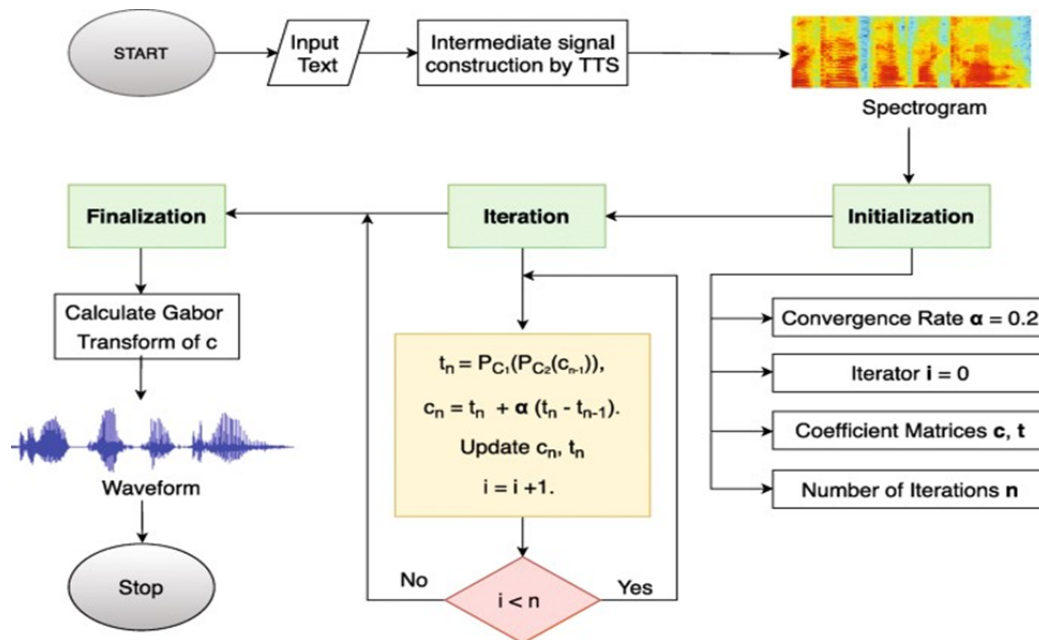 START
Input
Text
Intermediate signal
construction by TTS
Spectrogram
Finalization
Iteration
Initialization
Calculate Gabor
Transform of c
Waveform
Stop
tₙ = P_C₁(P_C₂(cₙ₋₁)),
cₙ = tₙ + α (tₙ - tₙ₋₁).
Update cₙ, tₙ
i = i +1.
No
i < n
Yes
Convergence Rate α = 0.2
Iterator i = 0
Coefficient Matrices c, t
Number of Iterations n